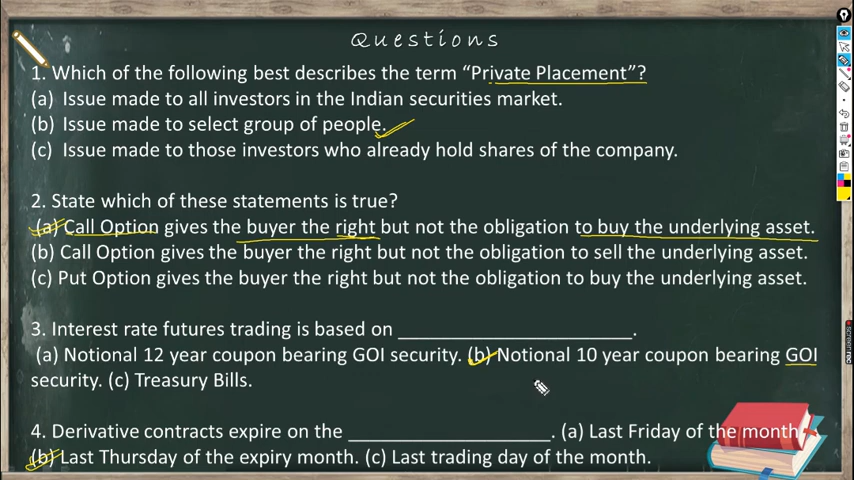 Questions
1. Which of the following best describes the term “Private Placement”?
(a) Issue made to all investors in the Indian securities market.
(b) Issue made to select group of people.
(c) Issue made to those investors who already hold shares of the company.
2. State which of these statements is true?
(a) Call Option gives the buyer the right but not the obligation to buy the underlying asset.
(b) Call Option gives the buyer the right but not the obligation to sell the underlying asset.
(c) Put Option gives the buyer the right but not the obligation to buy the underlying asset.
3. Interest rate futures trading is based on ______________________.
(a) Notional 12 year coupon bearing GOI security. (b) Notional 10 year coupon bearing GOI
security. (c) Treasury Bills.
4. Derivative contracts expire on the ___________________. (a) Last Friday of the month
(b) Last Thursday of the expiry month. (c) Last trading day of the month.